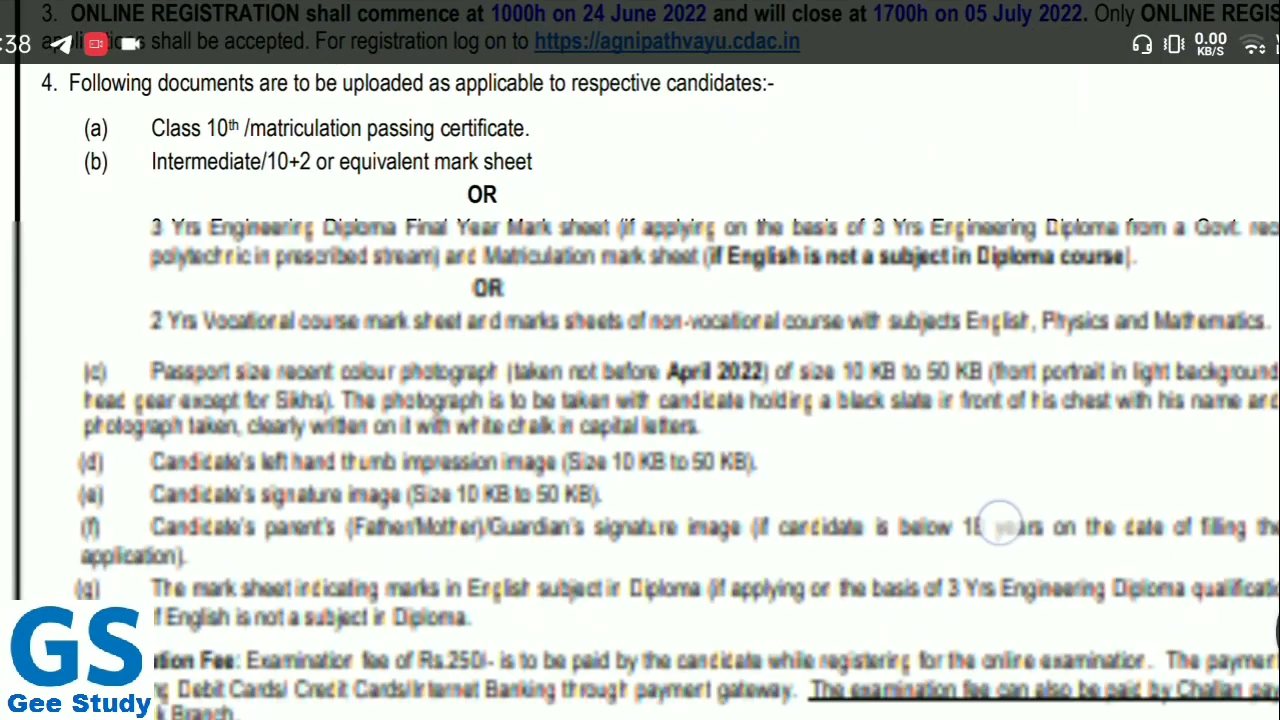 3. ONLINE REGISTRATION shall commence at 1000h on 24 June 2022 and will close at 1700h on 05 July 2022. Only ONLINE REGIS
:38 shall be accepted. For registration log on to https://agnipathvayu.cdac.in 0.00 KB/S
4. Following documents are to be uploaded as applicable to respective candidates:-
(a) Class 10th /matriculation passing certificate.
(b) Intermediate/10+2 or equivalent mark sheet
OR
3 Yrs Engineering Diploma Final Year Mark sheet (if applying on the basis of 3 Yrs Engineering Diploma from a Govt. rec
polytechnic in prescribed stream) and Matriculation mark sheet (if English is not a subject in Diploma course).
OR
2 Yrs Vocational course mark sheet and marks sheets of non-vocational course with subjects English, Physics and Mathematics.
(c) Passport size recent colour photograph (taken not before April 2022) of size 10 KB to 50 KB (front portrait in light background
head gear except for Sikhs). The photograph is to be taken with candidate holding a black slate in front of his chest with his name and
photograph taken, clearly written on it with white chalk in capital letters.
(d) Candidate's left hand thumb impression image (Size 10 KB to 50 KB).
(e) Candidate's signature image (Size 10 KB to 50 KB).
(f) Candidate's parent's (Father/Mother)/Guardian's signature image (if candidate is below 18 years on the date of filling the
application).
(g) The mark sheet indicating marks in English subject in Diploma (if applying on the basis of 3 Yrs Engineering Diploma qualificati
f English is not a subject in Diploma.
tion Fee: Examination fee of Rs.250/- is to be paid by the candidate while registering for the online examination. The payment
g Debit Cards/ Credit Cards/Internet Banking through payment gateway. The examination fee can also be paid by Challan pay
k Branch.
GS
Gee Study